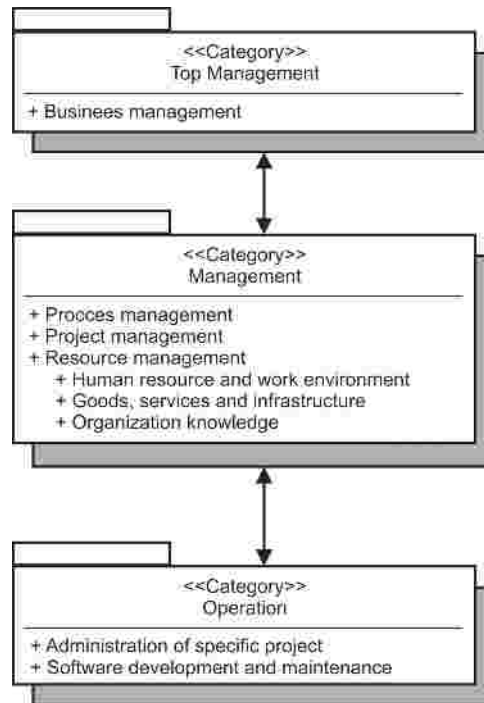 <<Category>>
Top Management
+ Businees management
<<Category>>
Management
+ Procces management
+ Project management
+ Resource management
+ Human resource and work environment
+ Goods, services and infrastructure
+ Organization knowledge
<<Category>>
Operation
+ Administration of specific project
+ Software development and maintenance